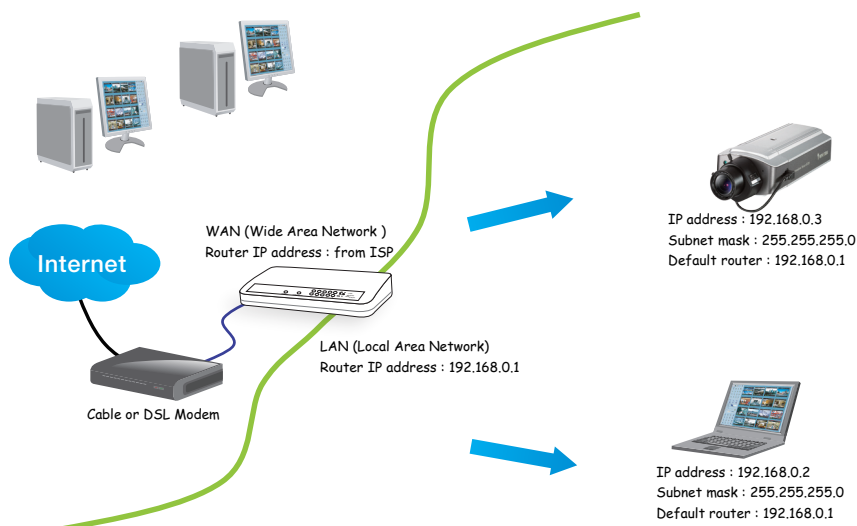 WAN (Wide Area Network )
Router IP address : from ISP
Internet
LAN (Local Area Network)
Router IP address : 192.168.0.1
Cable or DSL Modem
IP address : 192.168.0.3
Subnet mask : 255.255.255.0
Default router : 192.168.0.1
IP address : 192.168.0.2
Subnet mask : 255.255.255.0
Default router : 192.168.0.1